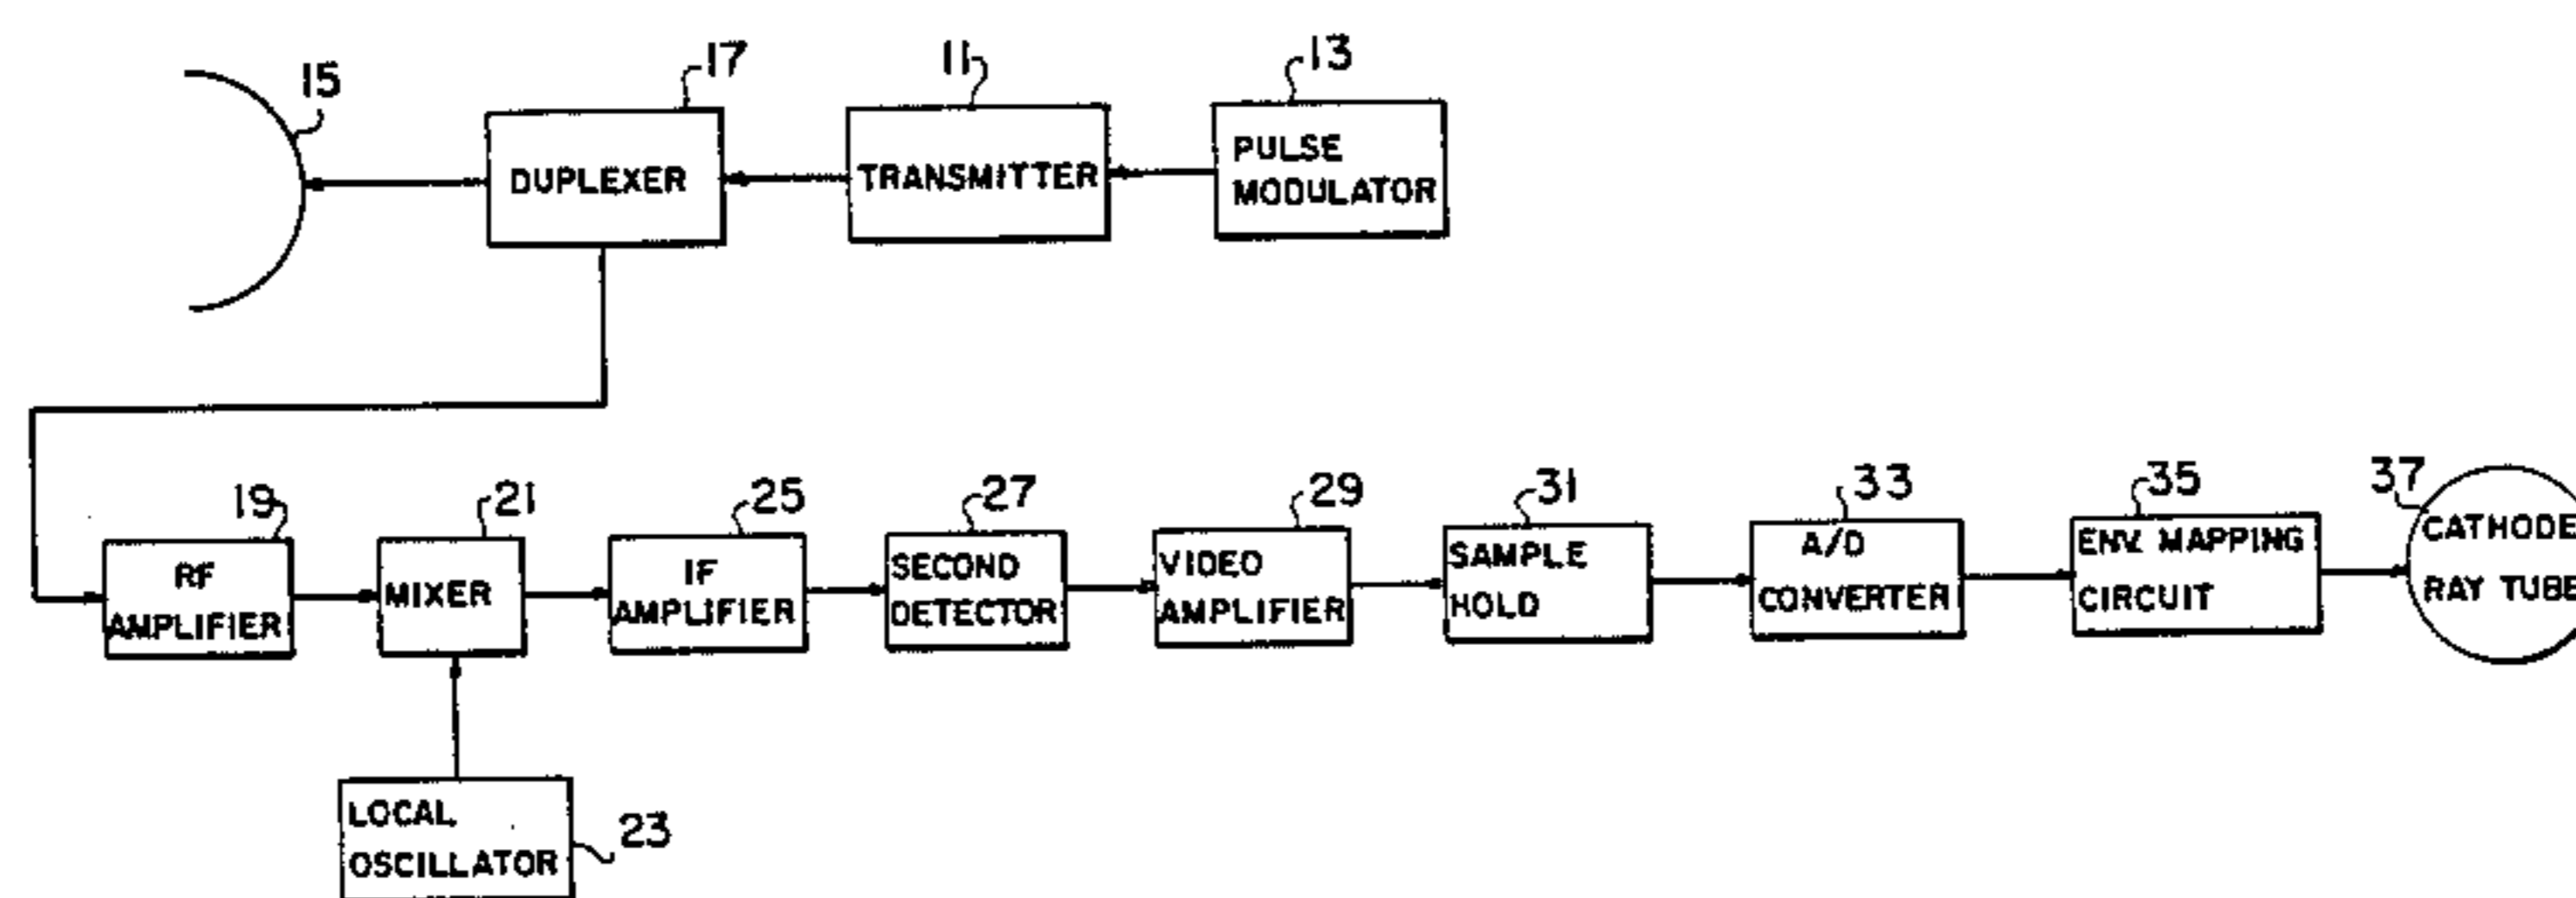 15
17
11
13
DUPLEXER
TRANSMITTER
PULSE
MODULATOR
19
21
25
27
29
31
33
35
37
RF
AMPLIFIER
MIXER
IF
AMPLIFIER
SECOND
DETECTOR
VIDEO
AMPLIFIER
SAMPLE
HOLD
A/D
CONVERTER
ENV. MAPPING
CIRCUIT
CATHODE
RAY TUBE
LOCAL
OSCILLATOR
23